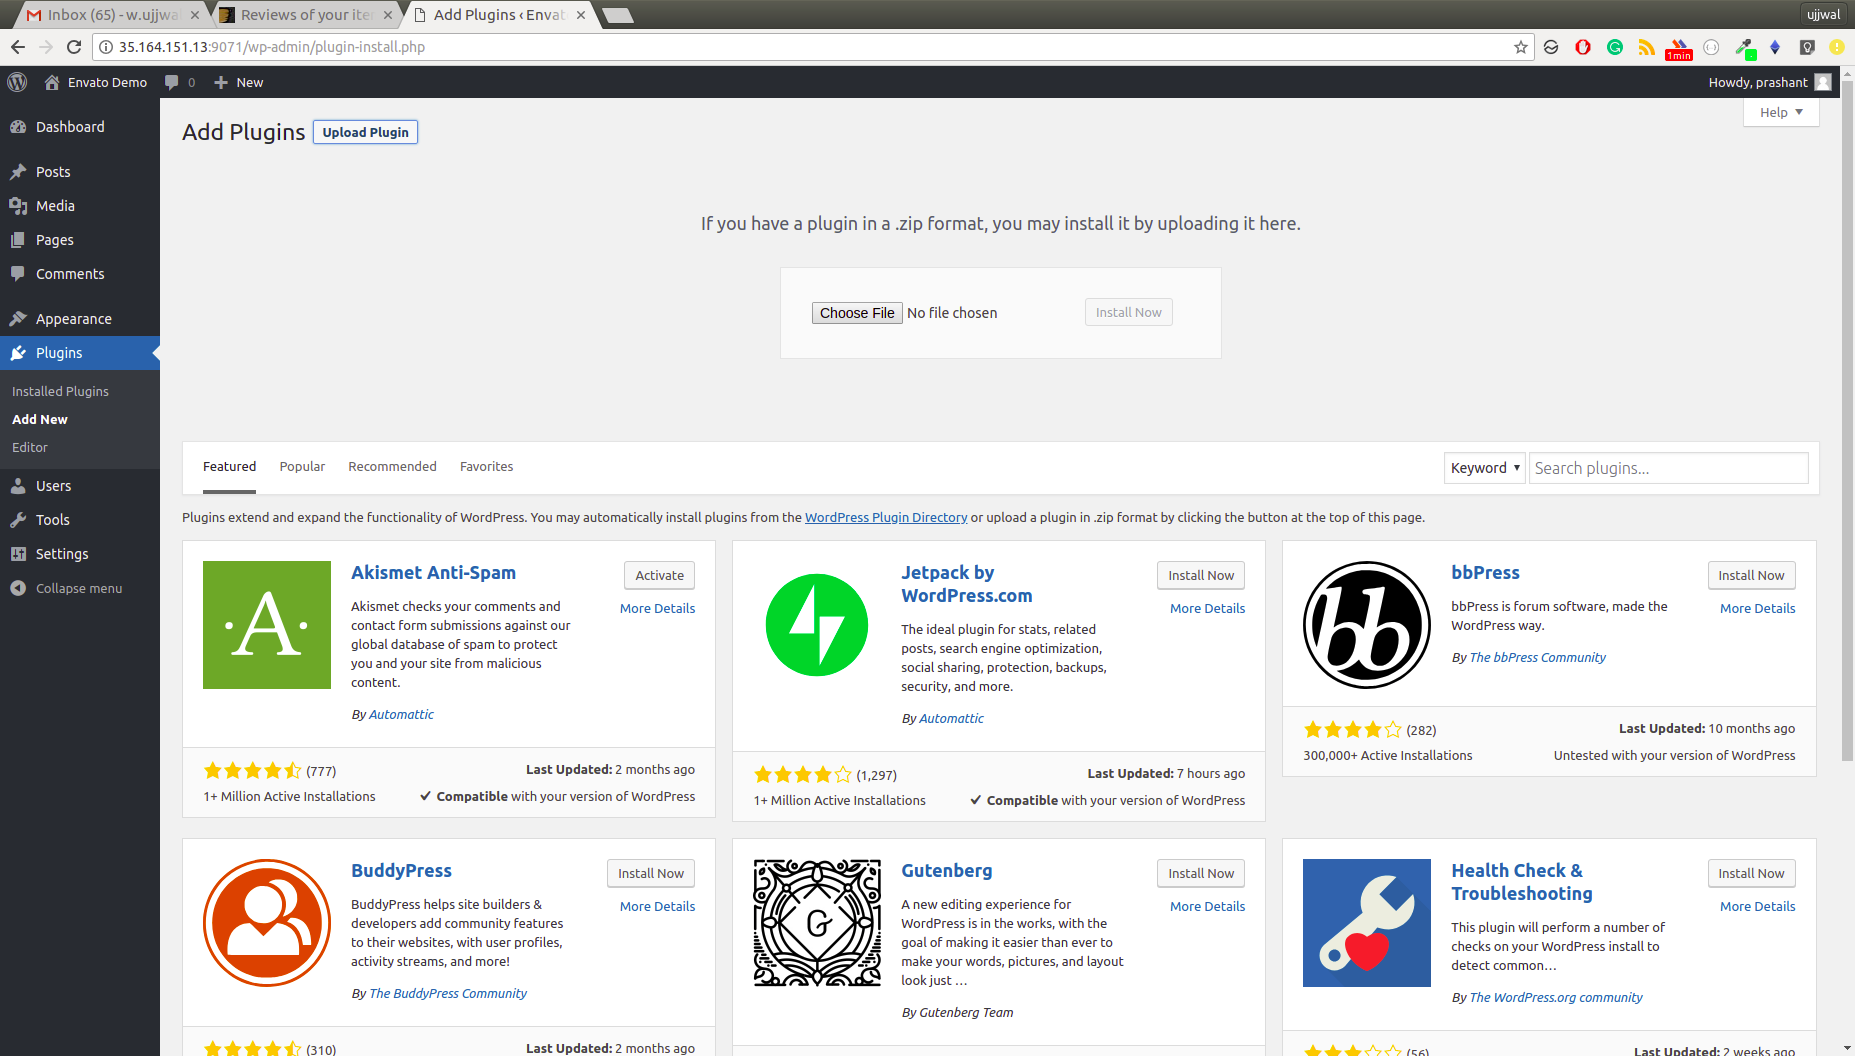 Inbox (65) - w.ujjwa
Reviews of your ite
Add Plugins ‹ Envat
ujjwal
35.164.151.13:9071/wp-admin/plugin-install.php
1min
Envato Demo
0
New
Howdy, prashant
Help
Dashboard
Posts
Media
Pages
Comments
Appearance
Plugins
Installed Plugins
Add New
Editor
Users
Tools
Settings
Collapse menu
Add Plugins
Upload Plugin
If you have a plugin in a .zip format, you may install it by uploading it here.
Choose File No file chosen
Install Now
Featured Popular Recommended Favorites
Keyword
Search plugins...
Plugins extend and expand the functionality of WordPress. You may automatically install plugins from the WordPress Plugin Directory or upload a plugin in .zip format by clicking the button at the top of this page.
A
Akismet Anti-Spam
Activate
More Details
Akismet checks your comments and
contact form submissions against our
global database of spam to protect
you and your site from malicious
content.
By Automattic
(777)
Last Updated: 2 months ago
1+ Million Active Installations
Compatible with your version of WordPress
Jetpack by
WordPress.com
Install Now
More Details
The ideal plugin for stats, related
posts, search engine optimization,
social sharing, protection, backups,
security, and more.
By Automattic
(1,297)
Last Updated: 7 hours ago
1+ Million Active Installations
Compatible with your version of WordPress
bb
bbPress
Install Now
More Details
bbPress is forum software, made the
WordPress way.
By The bbPress Community
(282)
Last Updated: 10 months ago
300,000+ Active Installations
Untested with your version of WordPress
BuddyPress
Install Now
More Details
BuddyPress helps site builders &
developers add community features
to their websites, with user profiles,
activity streams, and more!
By The BuddyPress Community
(310)
Last Updated: 2 months ago
G
Gutenberg
Install Now
More Details
A new editing experience for
WordPress is in the works, with the
goal of making it easier than ever to
make your words, pictures, and layout
look just …
By Gutenberg Team
Health Check &
Troubleshooting
Install Now
More Details
This plugin will perform a number of
checks on your WordPress install to
detect common…
By The WordPress.org community
(56)
Last Updated: 2 weeks ago